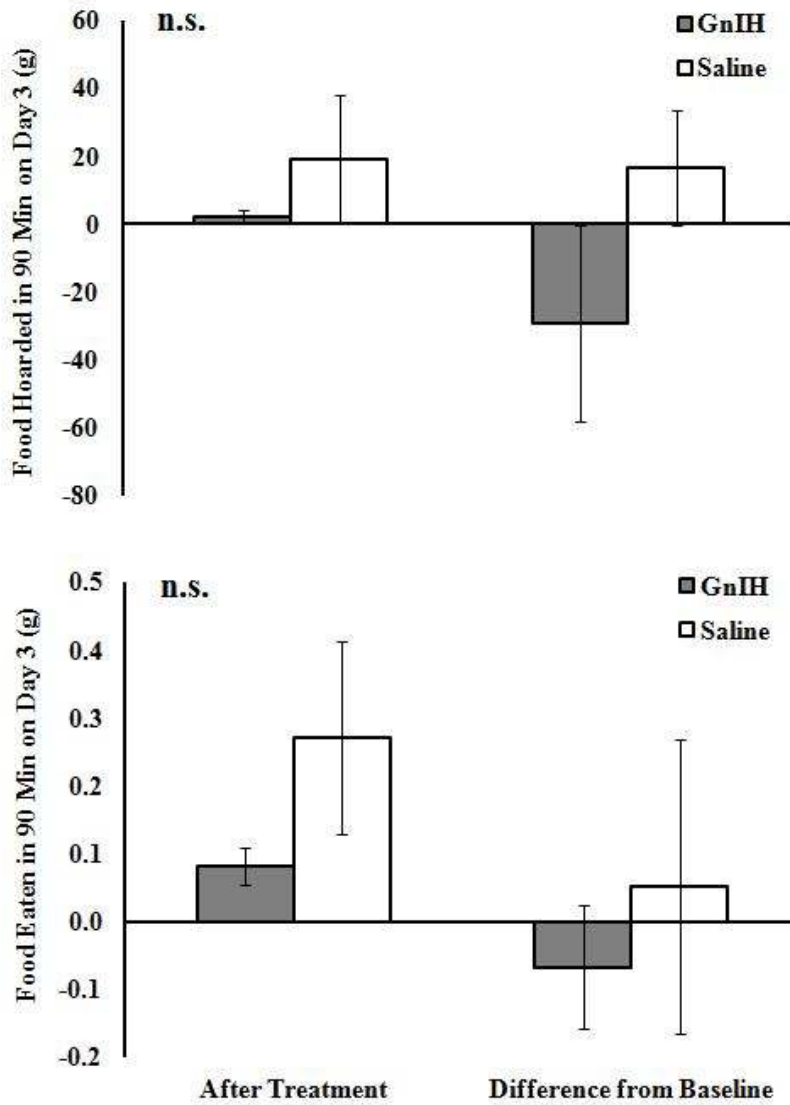 Food Hoarded in 90 Min on Day 3 (g)
60
40
20
0
-20
-40
-60
-80
n.s.
GnIH
Saline
Food Eaten in 90 Min on Day 3 (g)
0.5
0.4
0.3
0.2
0.1
0.0
-0.1
-0.2
n.s.
GnIH
Saline
After Treatment
Difference from Baseline